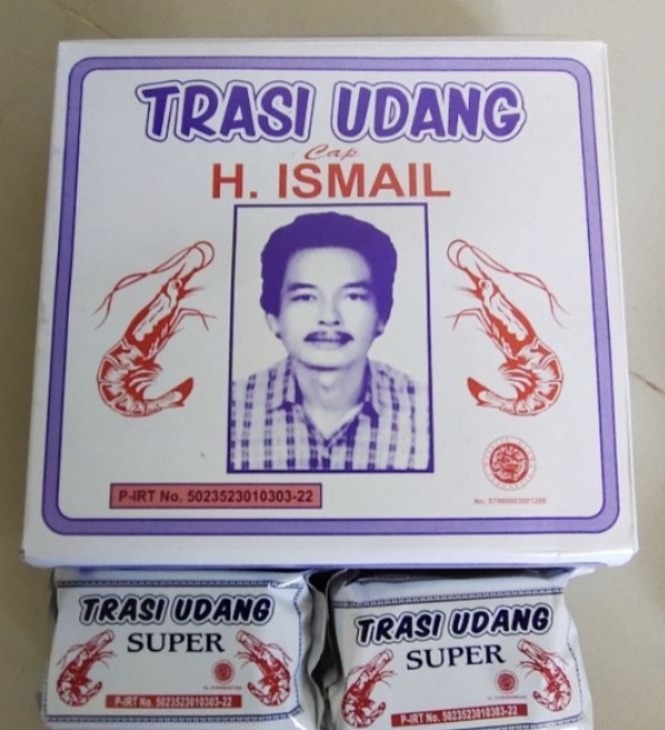 TRASI UDANG
Cap
H. ISMAIL
P-IRT No. 5023523010303-22
TRASI UDANG
SUPER
P-IRT No. 5023523010303-22
TRASI UDANG
SUPER
P-IRT No. 5023523010303-22